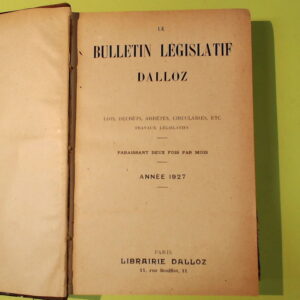 LE
BULLETIN LEGISLATIF
DALLOZ
LOIS, DÉCRETS, ARRÊTÉS, CIRCULAIRES, ETC.
TRAVAUX LÉGISLATIFS
PARAISSANT DEUX FOIS PAR MOIS
ANNÉE 1927
PARIS
LIBRAIRIE DALLOZ
11, rue Soufflot, 11